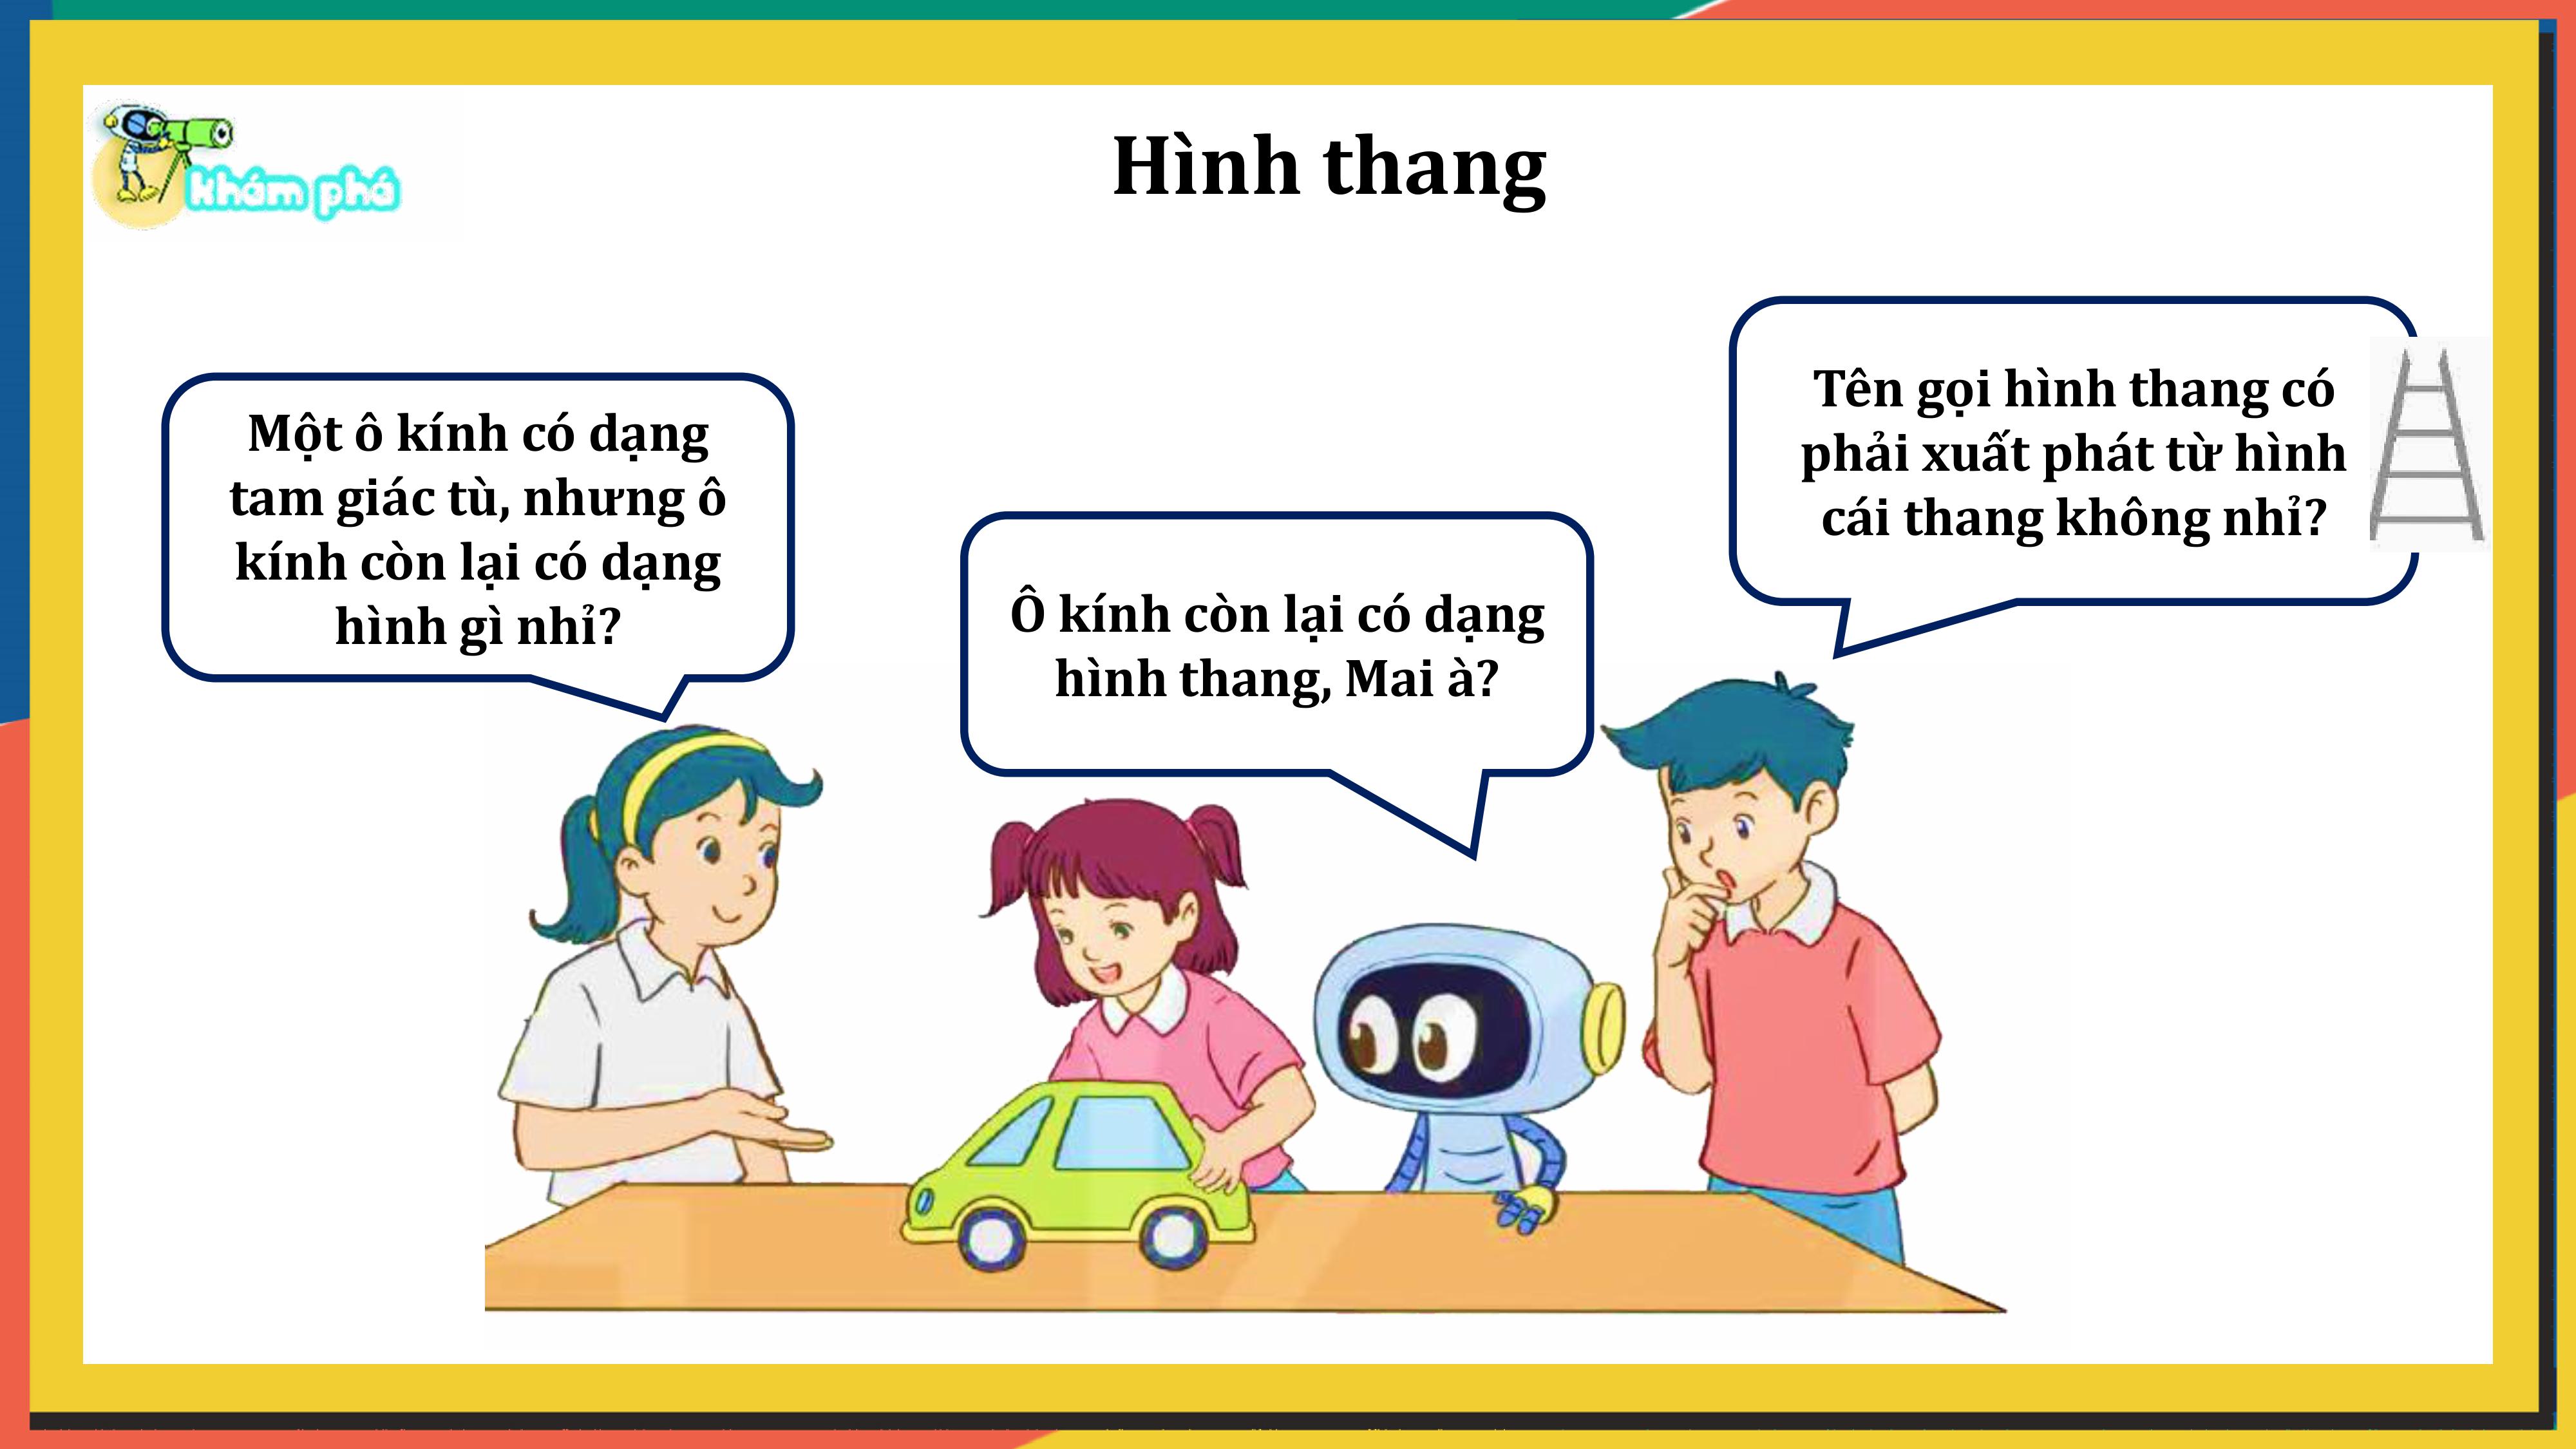 khám phá
Hình thang
Một ô kính có dạng
tam giác tù, nhưng ô
kính còn lại có dạng
hình gì nhỉ?
Ô kính còn lại có dạng
hình thang, Mai à?
Tên gọi hình thang có
phải xuất phát từ hình
cái thang không nhỉ?